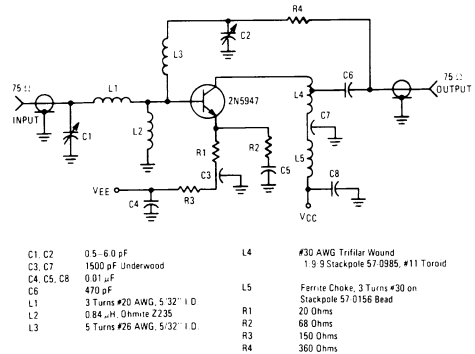 R4
C2
L3
75 Ω
INPUT
L1
C1
L2
2N5947
L4
C6
75 Ω
OUTPUT
C7
L5
R1
R2
C3
C5
C8
VEE
C4
R3
VCC
C1, C2 0.5–6.0 pF
C3, C7 1500 pF Underwood
C4, C5, C8 0.01 µF
C6 470 pF
L1 3 Turns #20 AWG, 5/32" I.D.
L2 0.84 µH, Ohmite Z235
L3 5 Turns #26 AWG, 5/32" I.D.
L4 #30 AWG Trifilar Wound
1:9:9 Stackpole 57-0985, #11 Toroid
L5 Ferrite Choke, 3 Turns #30 on
Stackpole 57-0156 Bead
R1 20 Ohms
R2 68 Ohms
R3 150 Ohms
R4 360 Ohms